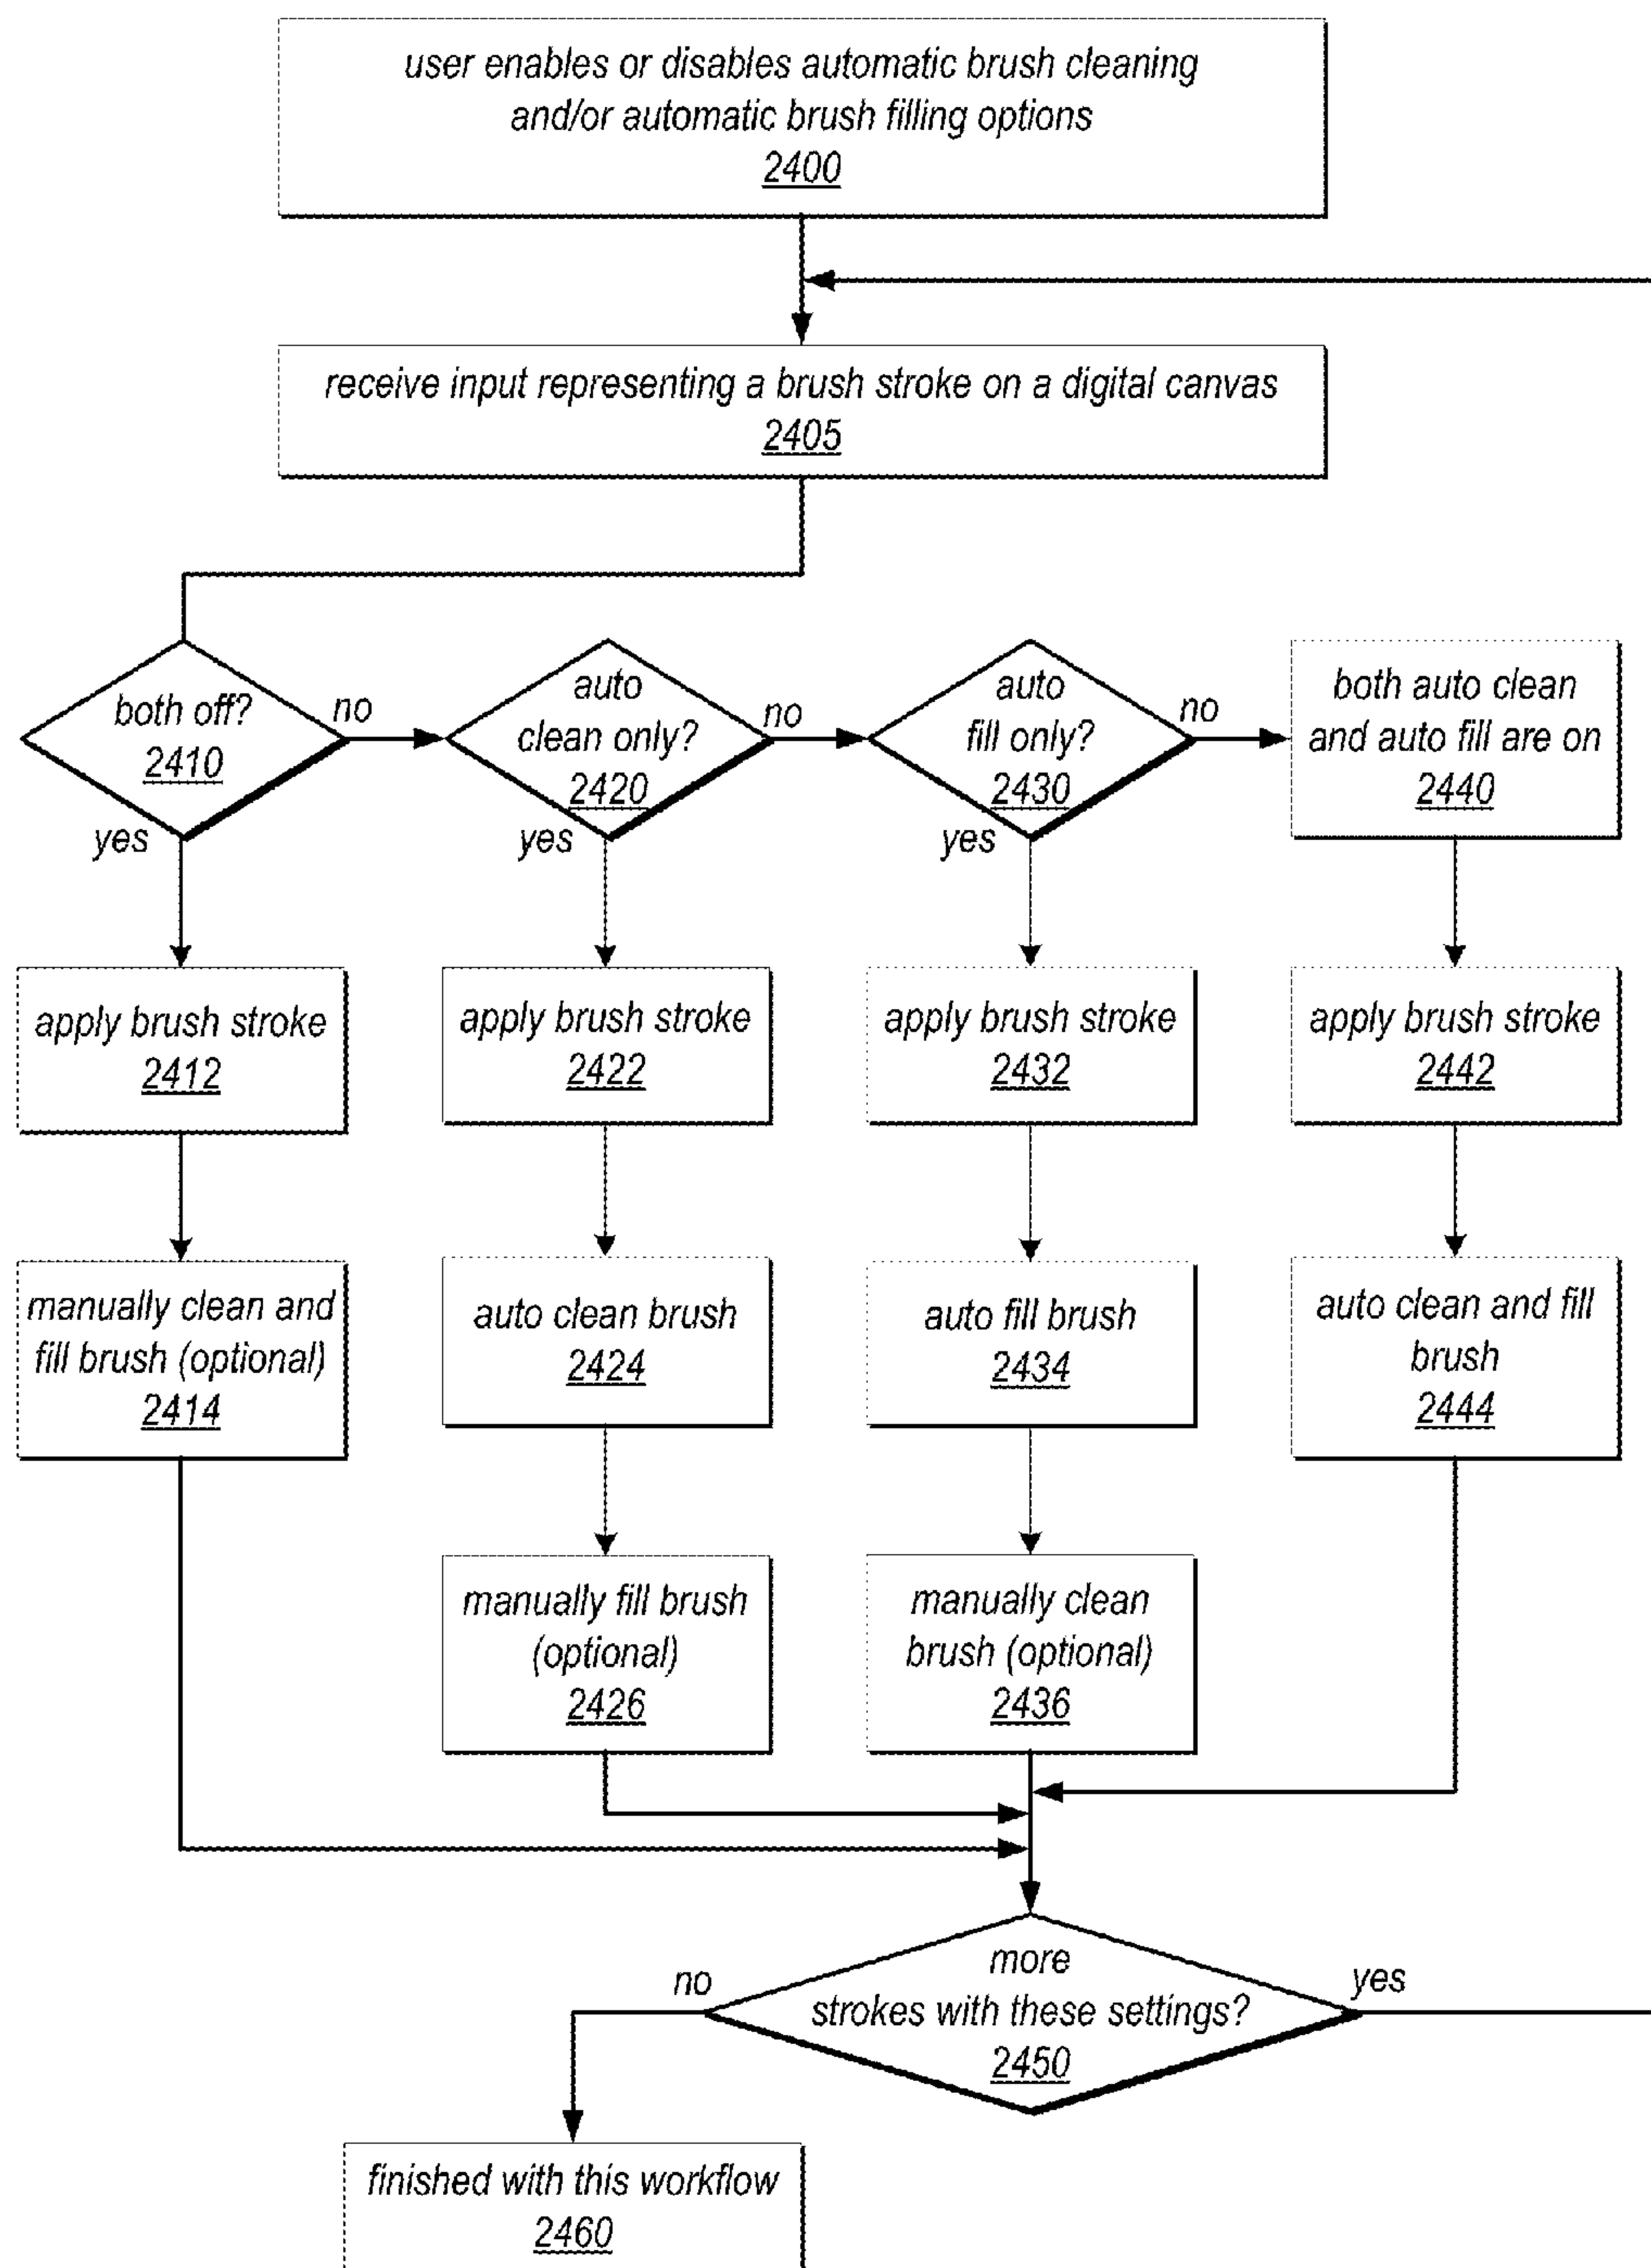 user enables or disables automatic brush cleaning
and/or automatic brush filling options
2400
receive input representing a brush stroke on a digital canvas
2405
both off?
2410
no
yes
auto
clean only?
2420
no
yes
auto
fill only?
2430
no
yes
both auto clean
and auto fill are on
2440
apply brush stroke
2412
apply brush stroke
2422
apply brush stroke
2432
apply brush stroke
2442
manually clean and
fill brush (optional)
2414
auto clean brush
2424
auto fill brush
2434
auto clean and fill
brush
2444
manually fill brush
(optional)
2426
manually clean
brush (optional)
2436
more
strokes with these settings?
2450
no
yes
finished with this workflow
2460